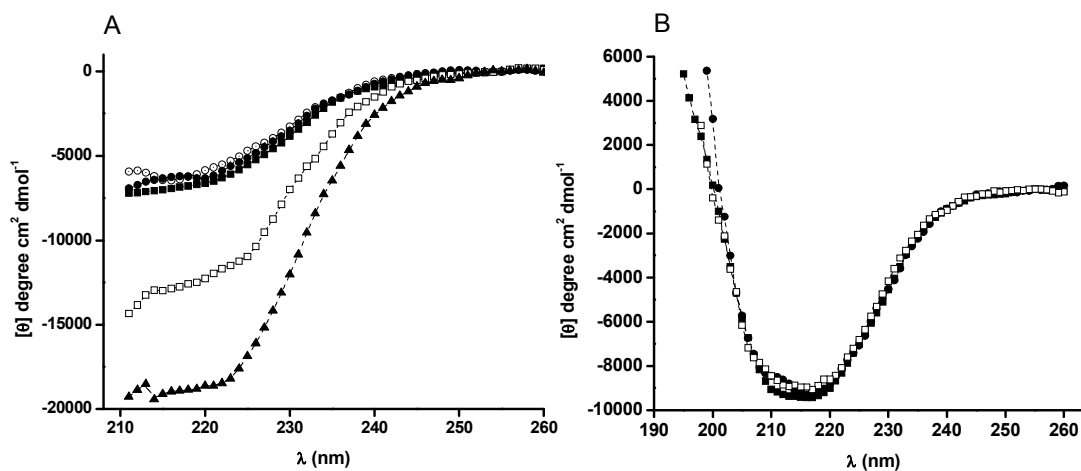 A
[θ] degree cm² dmol⁻¹
0
-5000
-10000
-15000
-20000
210 220 230 240 250 260
λ (nm)
B
[θ] degree cm² dmol⁻¹
6000
4000
2000
0
-2000
-4000
-6000
-8000
-10000
190 200 210 220 230 240 250 260
λ (nm)